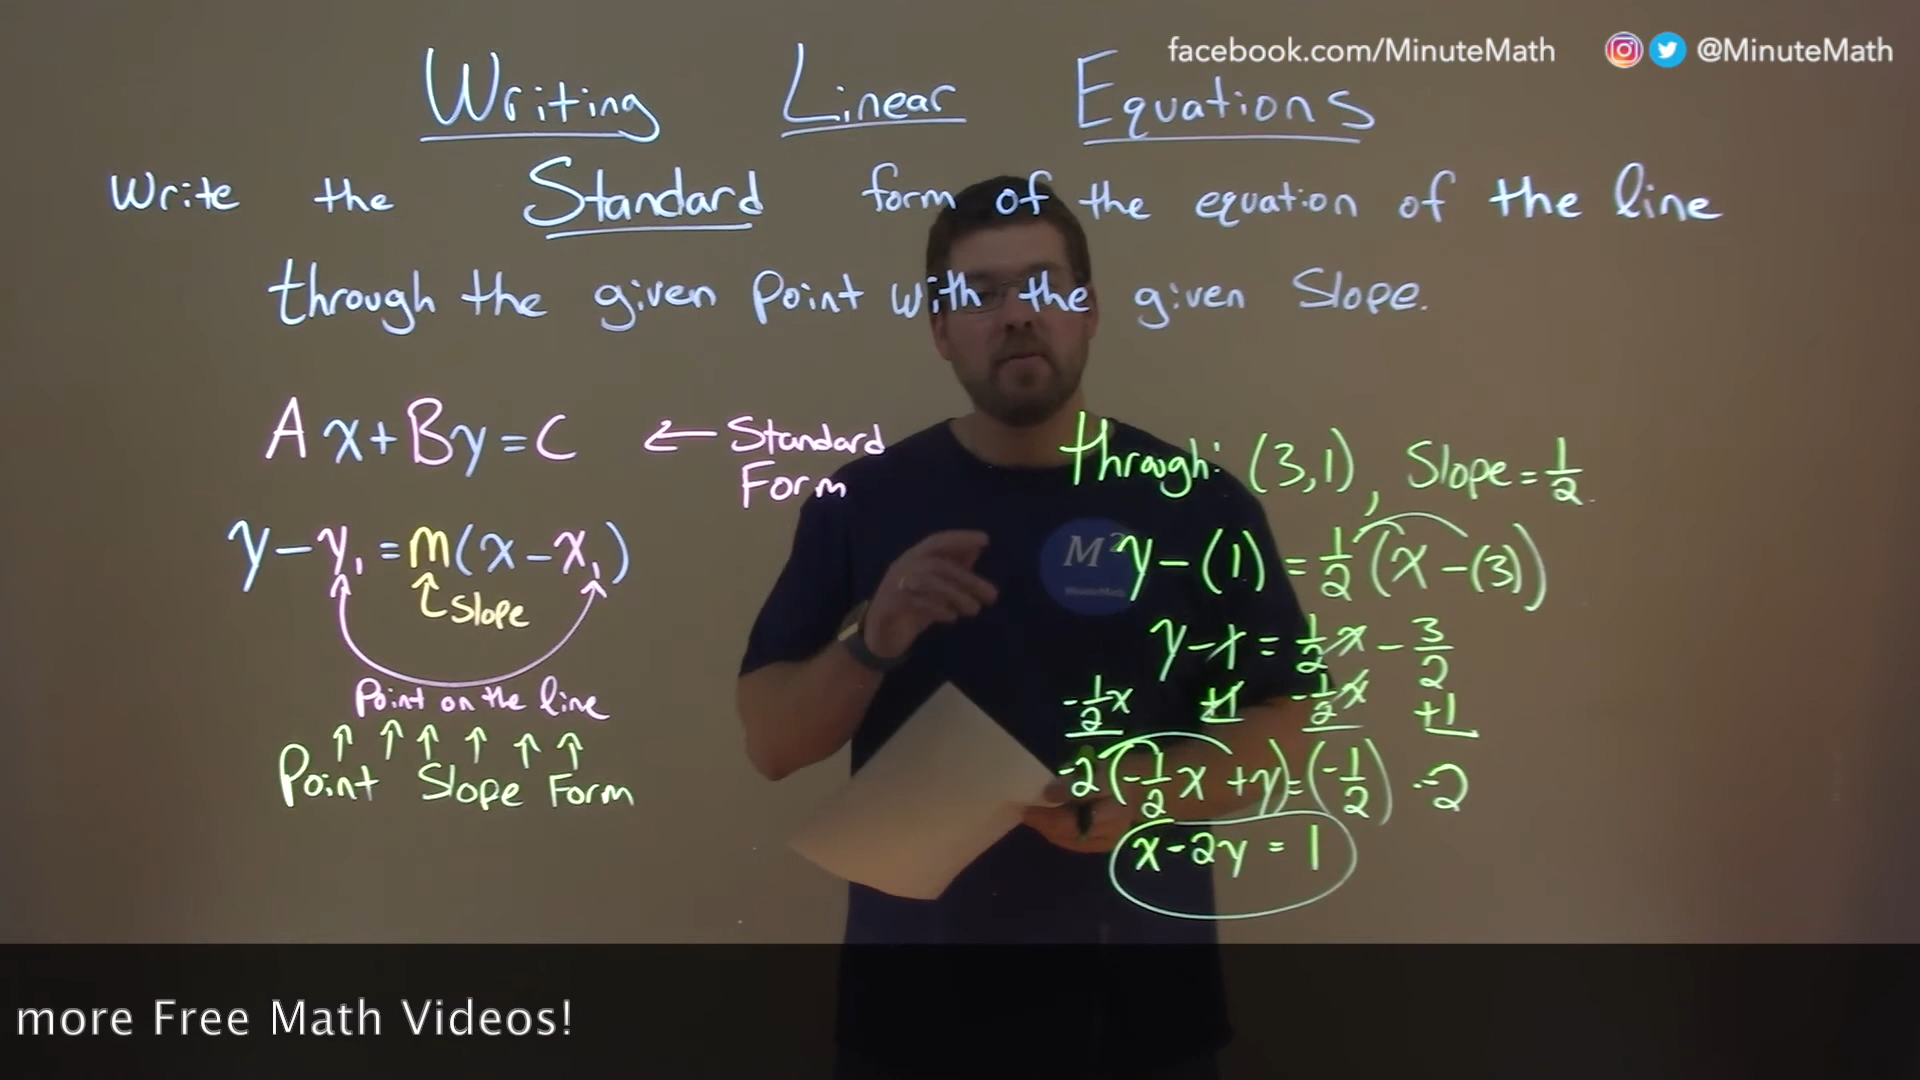 facebook.com/MinuteMath @MinuteMath
Writing Linear Equations
Write the Standard form of the equation of the line
through the given point with the given Slope.
Ax+By=C ← Standard Form
y-y₁=m(x-x₁)
Slope
Point on the line
↑ ↑ ↑ ↑ ↑ ↑
Point Slope Form
Through: (3,1), Slope=1/2
M²
MinuteMath
y-(1)=1/2(x-(3))
y-1=1/2x-3/2
-1/2x +1 -1/2x +1
-2(-1/2x+y)=(-1/2)·-2
x-2y=1
more Free Math Videos!